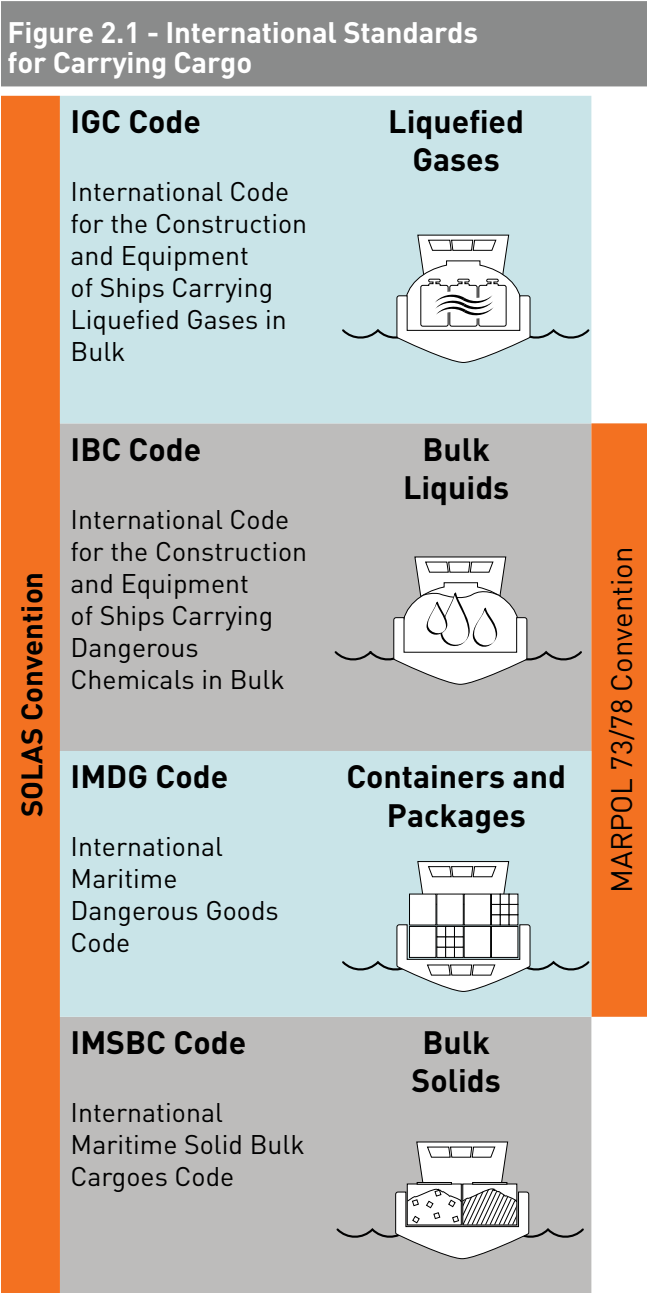 Figure 2.1 - International Standards
for Carrying Cargo
SOLAS Convention
IGC Code
International Code
for the Construction
and Equipment
of Ships Carrying
Liquefied Gases in
Bulk
Liquefied
Gases
IBC Code
International Code
for the Construction
and Equipment
of Ships Carrying
Dangerous
Chemicals in Bulk
Bulk
Liquids
IMDG Code
International
Maritime
Dangerous Goods
Code
Containers and
Packages
IMSBC Code
International
Maritime Solid Bulk
Cargoes Code
Bulk
Solids
MARPOL 73/78 Convention